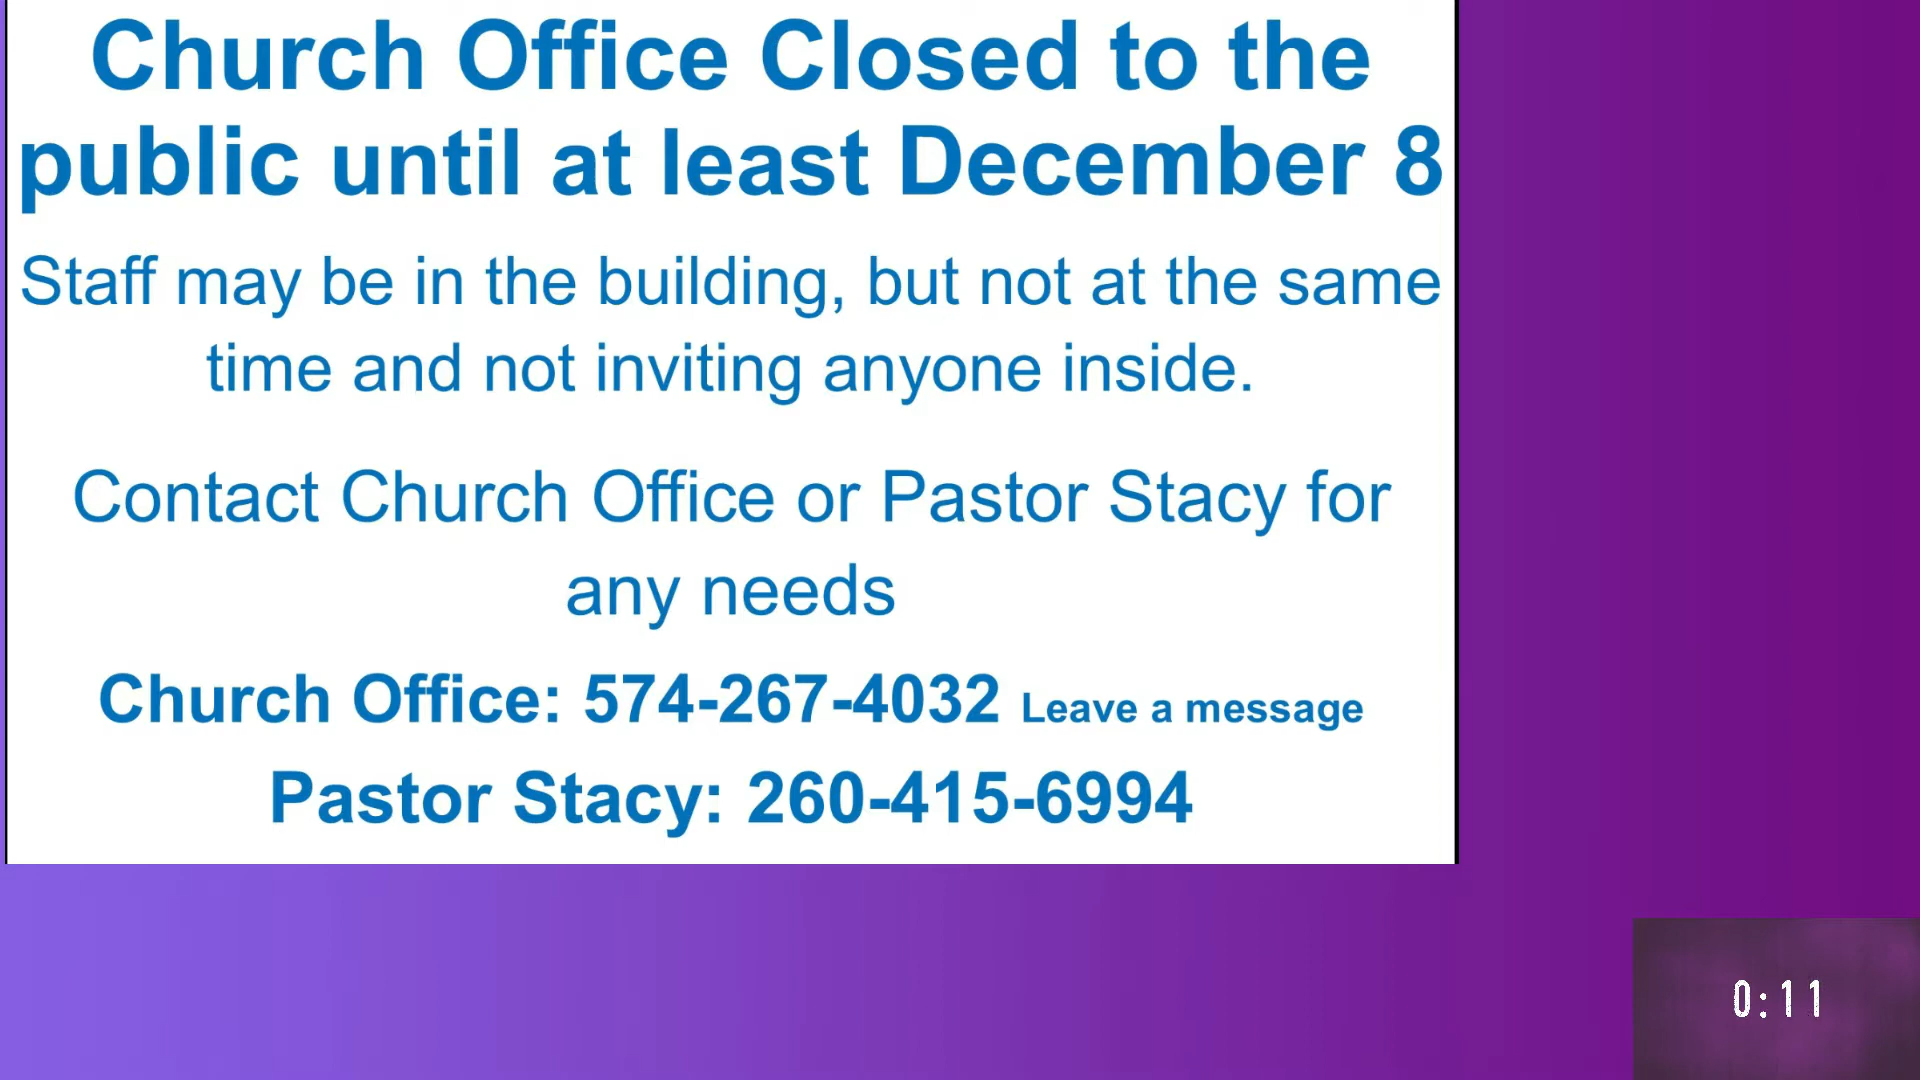 Church Office Closed to the
public until at least December 8
Staff may be in the building, but not at the same
time and not inviting anyone inside.
Contact Church Office or Pastor Stacy for
any needs
Church Office: 574-267-4032 Leave a message
Pastor Stacy: 260-415-6994
0:11